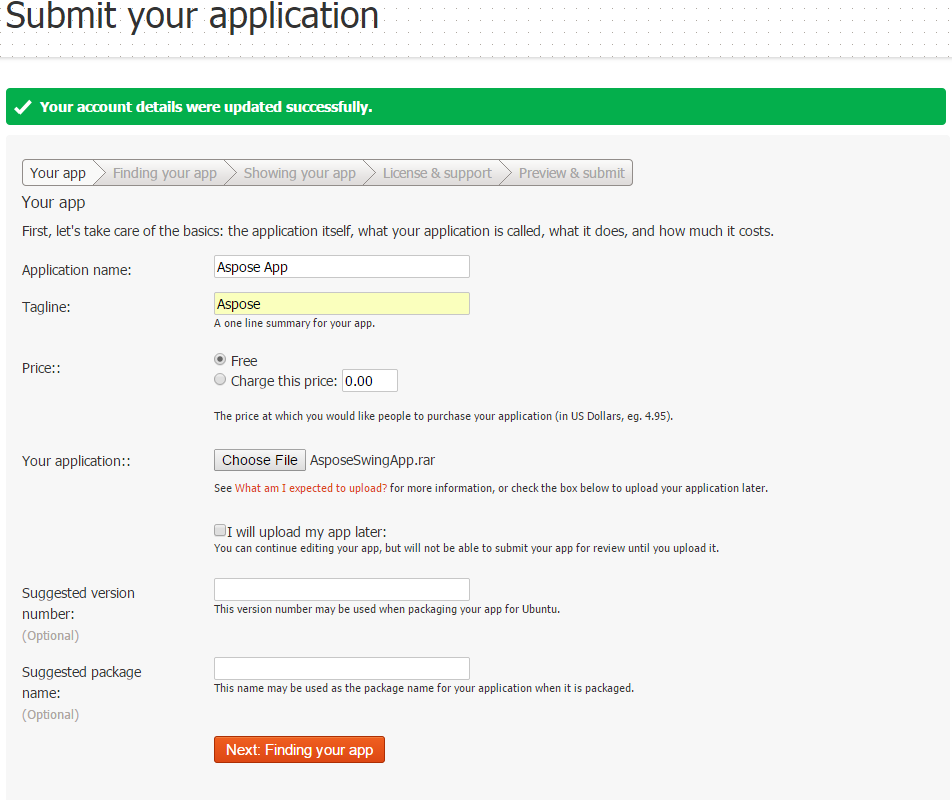 Submit your application
Your account details were updated successfully.
Your app Finding your app Showing your app License & support Preview & submit
Your app
First, let's take care of the basics: the application itself, what your application is called, what it does, and how much it costs.
Application name: Aspose App
Tagline: Aspose
A one line summary for your app.
Price:: Free
Charge this price: 0.00
The price at which you would like people to purchase your application (in US Dollars, eg. 4.95).
Your application:: Choose File AsposeSwingApp.rar
See What am I expected to upload? for more information, or check the box below to upload your application later.
I will upload my app later:
You can continue editing your app, but will not be able to submit your app for review until you upload it.
Suggested version
number:
(Optional)
This version number may be used when packaging your app for Ubuntu.
Suggested package
name:
(Optional)
This name may be used as the package name for your application when it is packaged.
Next: Finding your app